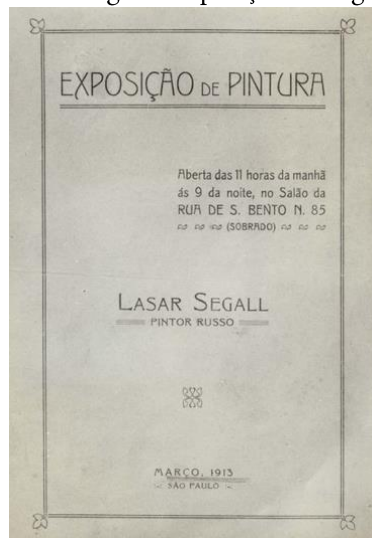 EXPOSIÇÃO DE PINTURA
Aberta das 11 horas da manhã
ás 9 da noite, no Salão da
RUA DE S. BENTO N. 85
(SOBRADO)
LASAR SEGALL
PINTOR RUSSO
MARÇO, 1913
SÃO PAULO